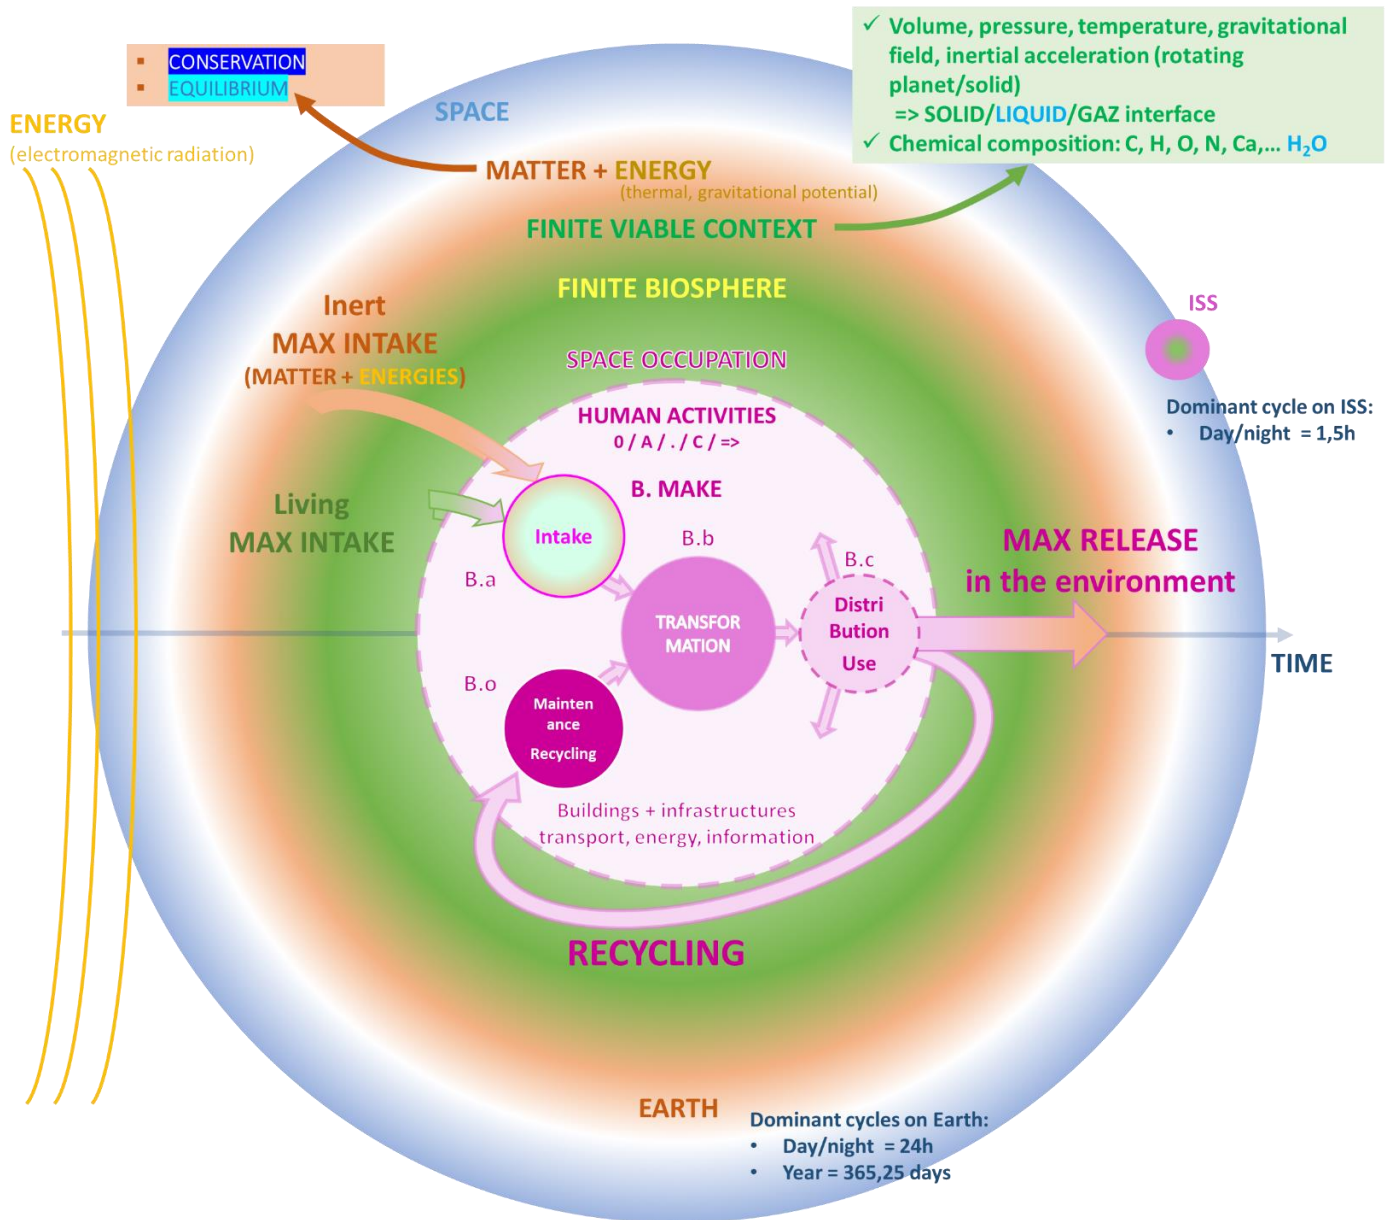 ▪ CONSERVATION
▪ EQUILIBRIUM
✓ Volume, pressure, temperature, gravitational
field, inertial acceleration (rotating
planet/solid)
=> SOLID/LIQUID/GAZ interface
✓ Chemical composition: C, H, O, N, Ca,... H₂O
SPACE
ENERGY
(electromagnetic radiation)
MATTER + ENERGY
(thermal, gravitational potential)
FINITE VIABLE CONTEXT
FINITE BIOSPHERE
Inert
MAX INTAKE
(MATTER + ENERGIES)
ISS
SPACE OCCUPATION
Dominant cycle on ISS:
• Day/night = 1,5h
HUMAN ACTIVITIES
0 / A / . / C / =>
B. MAKE
Living
MAX INTAKE
Intake
B.a
B.b
B.c
MAX RELEASE
in the environment
TRANSFOR
MATION
Distri
Bution
Use
TIME
B.o
Mainten
ance
Recycling
Buildings + infrastructures
transport, energy, information
RECYCLING
EARTH
Dominant cycles on Earth:
• Day/night = 24h
• Year = 365,25 days